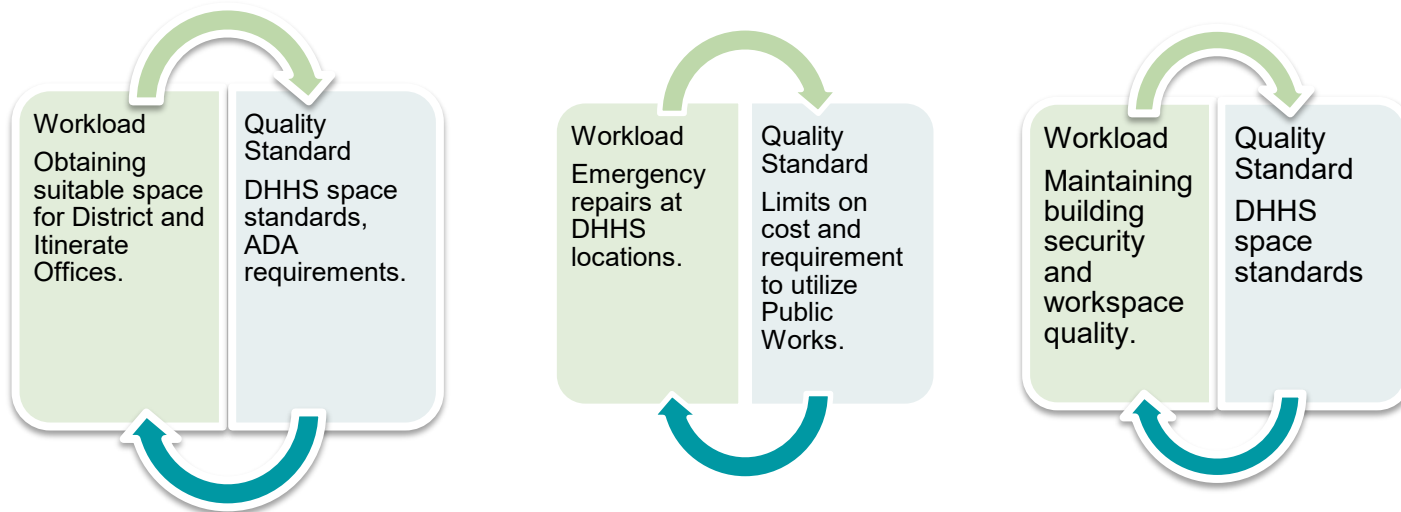 Workload
Obtaining
suitable space
for District and
Itinerate
Offices.
Quality
Standard
DHHS space
standards,
ADA
requirements.
Workload
Emergency
repairs at
DHHS
locations.
Quality
Standard
Limits on
cost and
requirement
to utilize
Public
Works.
Workload
Maintaining
building
security
and
workspace
quality.
Quality
Standard
DHHS
space
standards